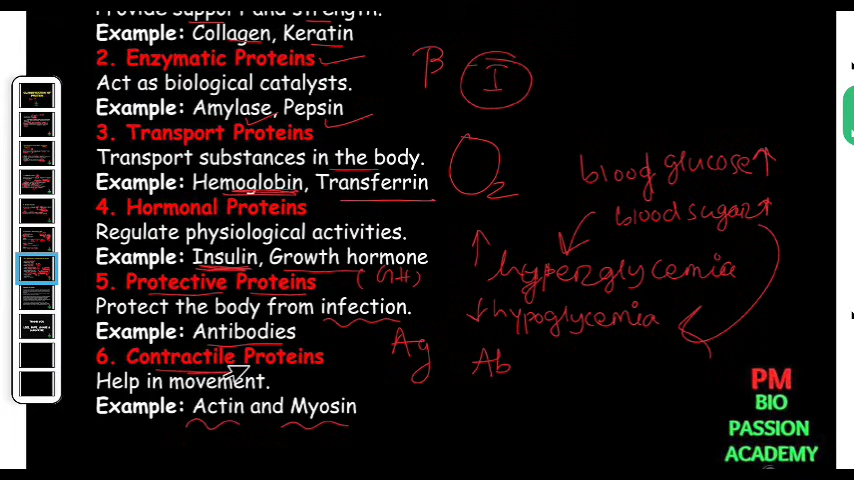 Provide support and strength.
Example: Collagen, Keratin
2. Enzymatic Proteins
Act as biological catalysts.
Example: Amylase, Pepsin
3. Transport Proteins
Transport substances in the body.
Example: Hemoglobin, Transferrin
4. Hormonal Proteins
Regulate physiological activities.
Example: Insulin, Growth hormone
(GH)
5. Protective Proteins
Protect the body from infection.
Example: Antibodies
6. Contractile Proteins
Help in movement.
Example: Actin and Myosin
β I
O2
blood glucose↑
blood sugar↑
↑ hyperglycemia
↓ hypoglycemia
Ag
Ab
PM
BIO
PASSION
ACADEMY